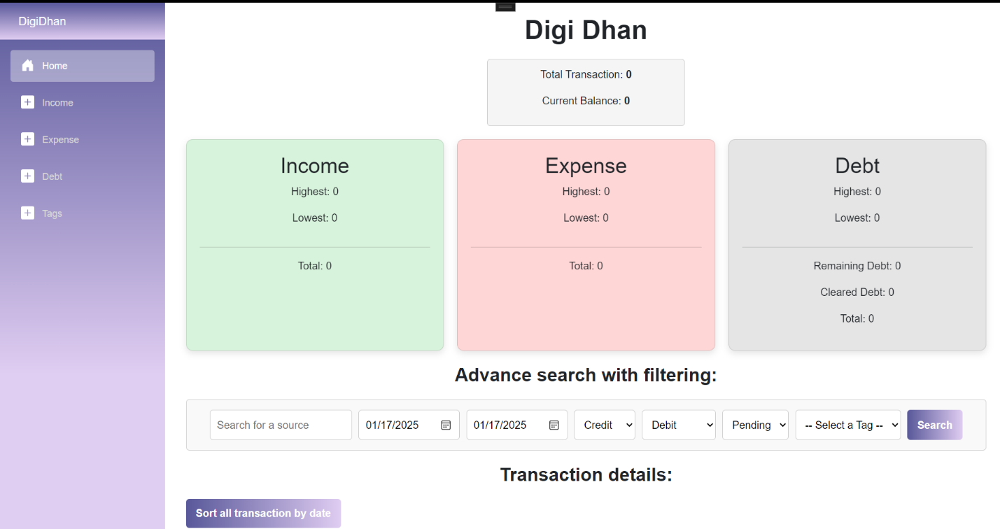 DigiDhan
Home
Income
Expense
Debt
Tags
Digi Dhan
Total Transaction: 0
Current Balance: 0
Income
Highest: 0
Lowest: 0
Total: 0
Expense
Highest: 0
Lowest: 0
Total: 0
Debt
Highest: 0
Lowest: 0
Remaining Debt: 0
Cleared Debt: 0
Total: 0
Advance search with filtering:
Search for a source 01/17/2025 01/17/2025 Credit Debit Pending -- Select a Tag -- Search
Transaction details:
Sort all transaction by date